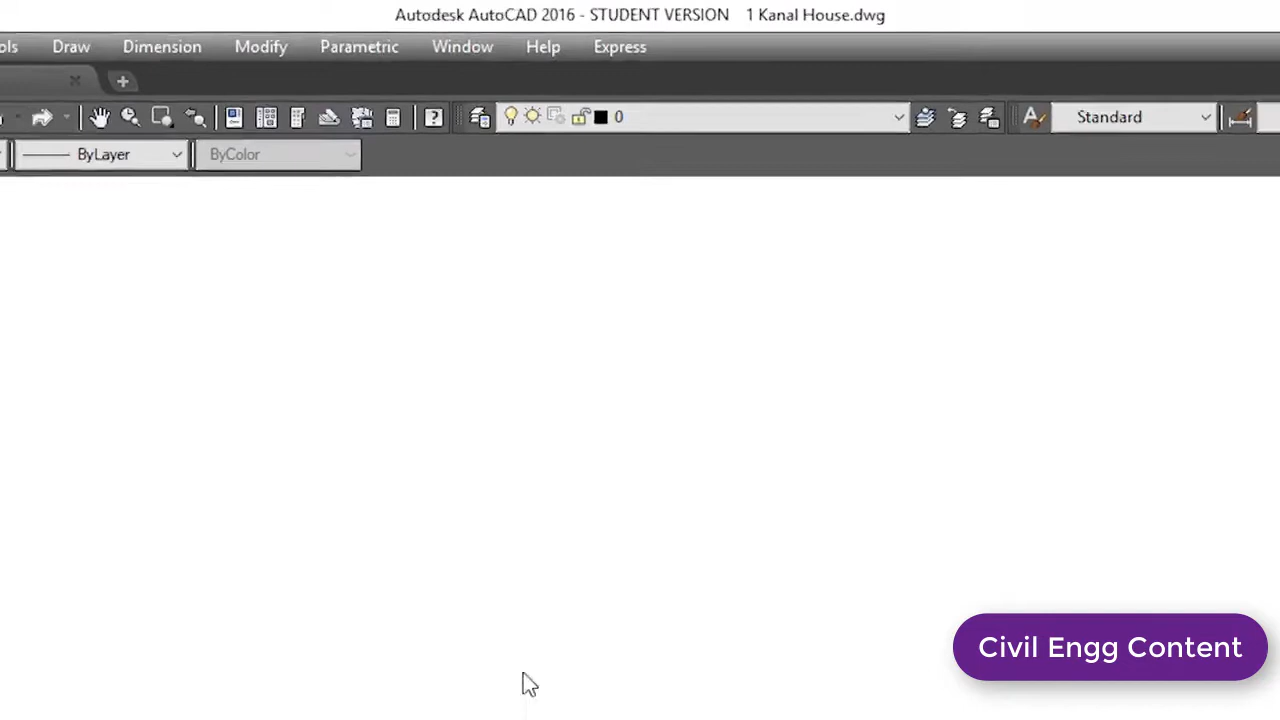 Autodesk AutoCAD 2016 - STUDENT VERSION 1 Kanal House.dwg
ols Draw Dimension Modify Parametric Window Help Express
0 Standard
ByLayer ByColor
Civil Engg Content